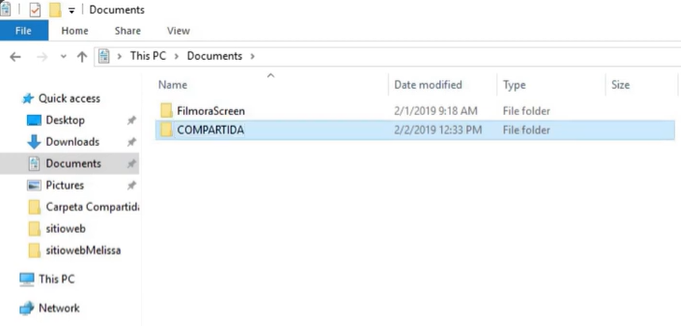 Documents
File Home Share View
This PC Documents
Name Date modified Type Size
Quick access
Desktop
Downloads
Documents
Pictures
Carpeta Compartida
sitioweb
sitiowebMelissa
This PC
Network
FilmoraScreen 2/1/2019 9:18 AM File folder
COMPARTIDA 2/2/2019 12:33 PM File folder